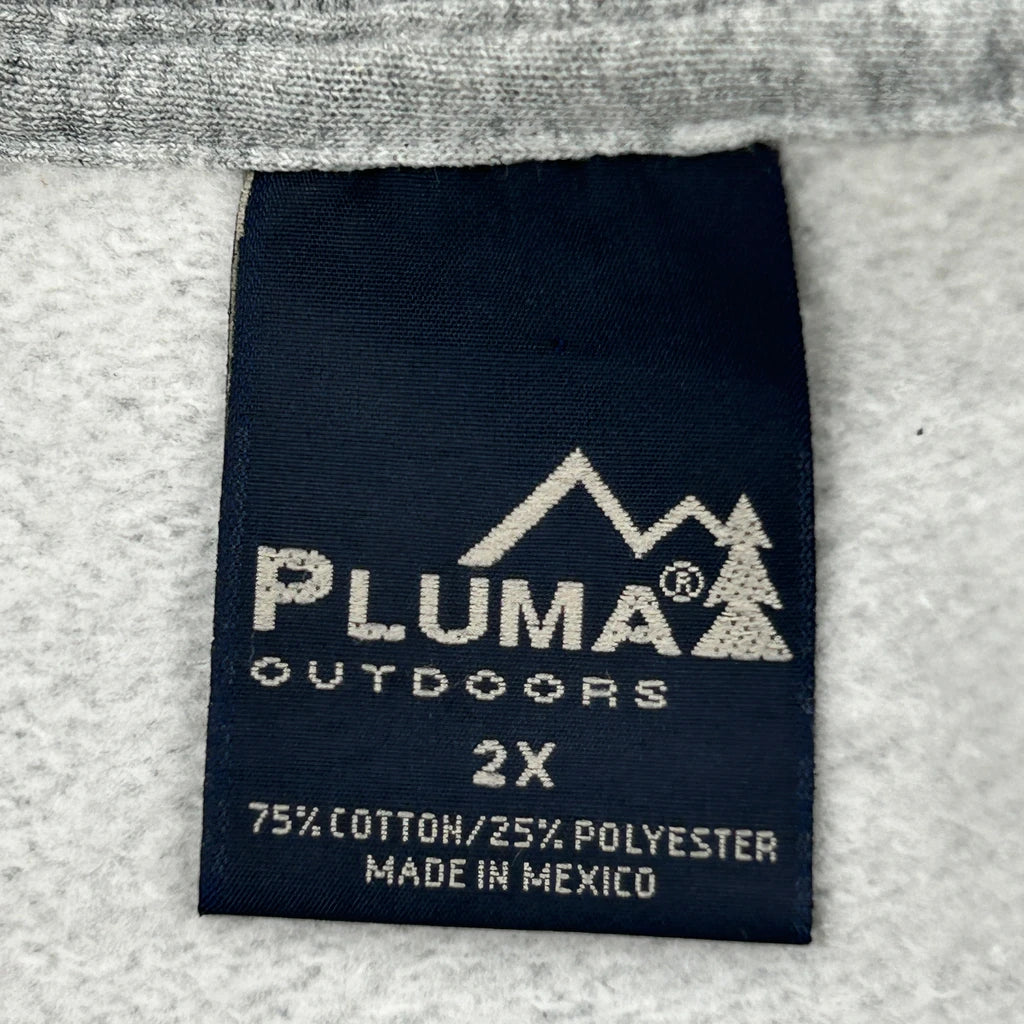 PLUMA®
OUTDOORS
2X
75% COTTON/25% POLYESTER
MADE IN MEXICO